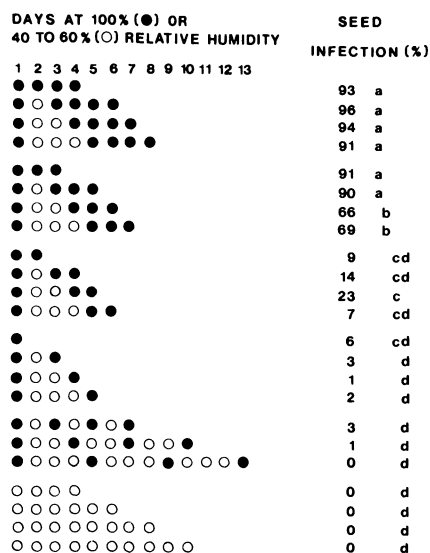 DAYS AT 100% (●) OR
40 TO 60% (○) RELATIVE HUMIDITY
SEED
INFECTION (%)
1 2 3 4 5 6 7 8 9 10 11 12 13
93 a
96 a
94 a
91 a
91 a
90 a
66 b
69 b
9 cd
14 cd
23 c
7 cd
6 cd
3 d
1 d
2 d
3 d
1 d
0 d
0 d
0 d
0 d
0 d